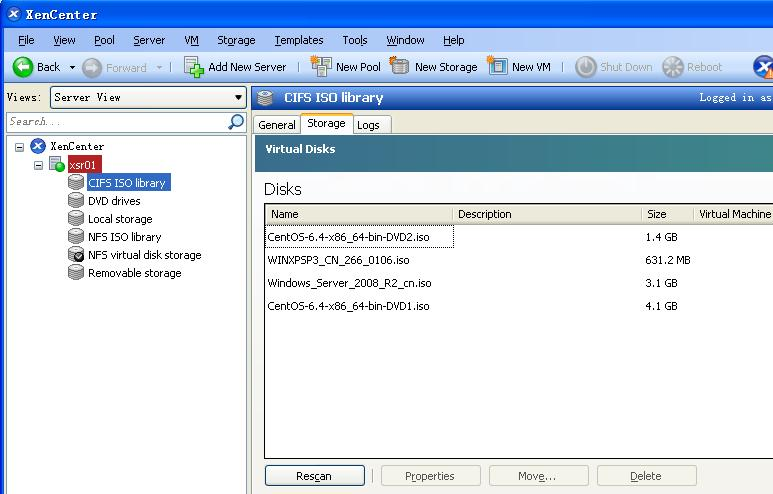 XenCenter
File View Pool Server VM Storage Templates Tools Window Help
Back Forward Add New Server New Pool New Storage New VM Shut Down Reboot
Views: Server View
CIFS ISO library
Logged in as
Search...
General Storage Logs
XenCenter
xsr01
CIFS ISO library
DVD drives
Local storage
NFS ISO library
NFS virtual disk storage
Removable storage
Virtual Disks
Disks
Name Description Size Virtual Machine
CentOS-6.4-x86_64-bin-DVD2.iso 1.4 GB
WINXPSP3_CN_266_0106.iso 631.2 MB
Windows_Server_2008_R2_cn.iso 3.1 GB
CentOS-6.4-x86_64-bin-DVD1.iso 4.1 GB
Rescan Properties Move... Delete